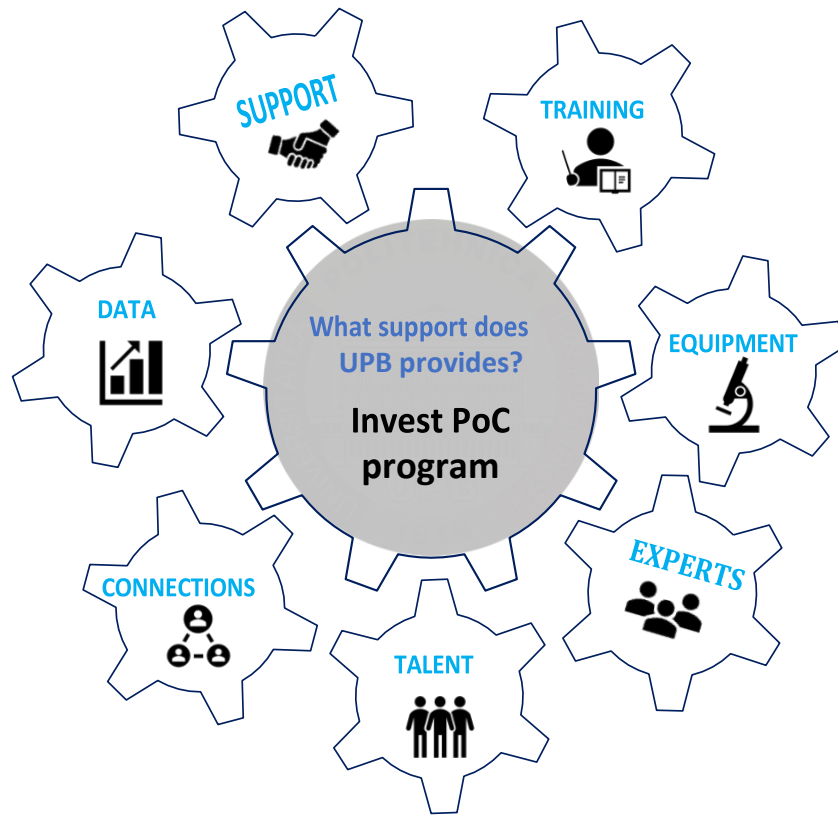 SUPPORT
TRAINING
DATA
What support does
UPB provides?
EQUIPMENT
Invest PoC
program
EXPERTS
CONNECTIONS
TALENT